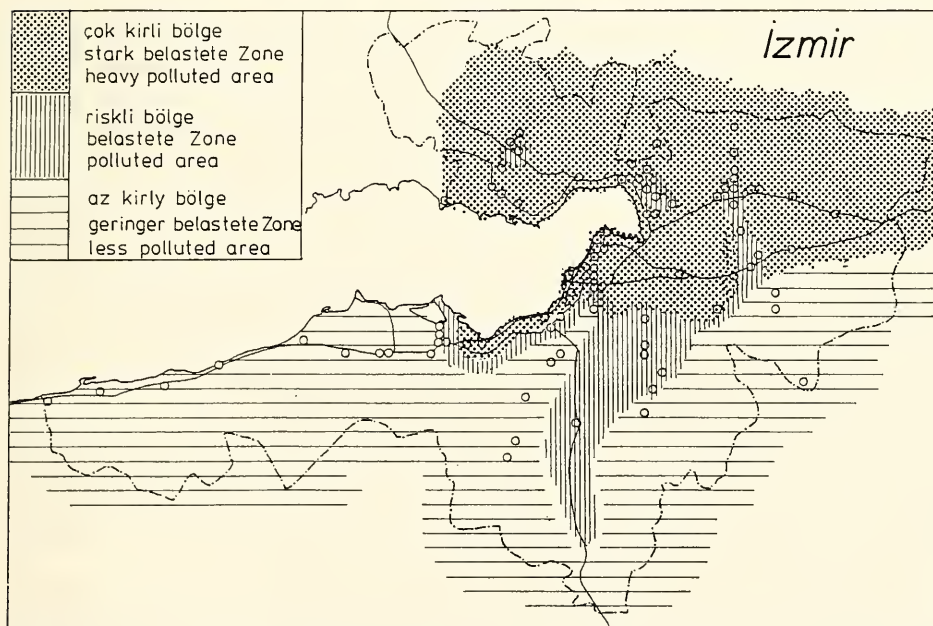 çok kirli bölge
stark belastete Zone
heavy polluted area
riskli bölge
belastete Zone
polluted area
az kirly bölge
geringer belastete Zone
less polluted area
İzmir